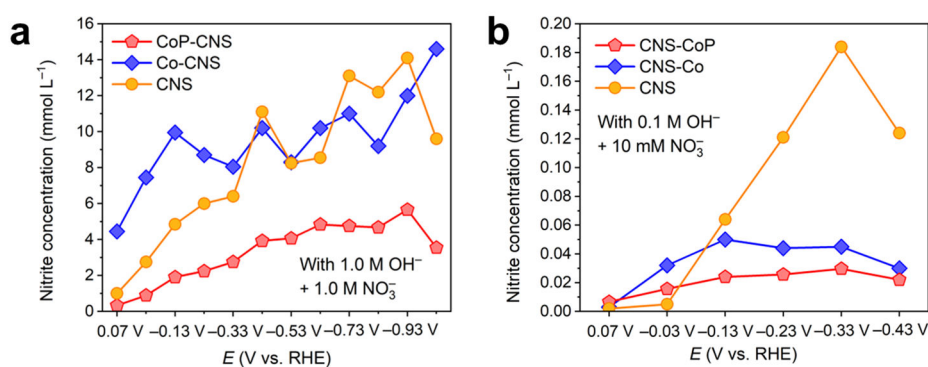 a
CoP-CNS
Co-CNS
CNS
With 1.0 M OH⁻
+ 1.0 M NO₃⁻
Nitrite concentration (mmol L⁻¹)
16
14
12
10
8
6
4
2
0
0.07 V –0.13 V –0.33 V –0.53 V –0.73 V –0.93 V
E (V vs. RHE)
b
CNS-CoP
CNS-Co
CNS
With 0.1 M OH⁻
+ 10 mM NO₃⁻
Nitrite concentration (mmol L⁻¹)
0.20
0.18
0.16
0.14
0.12
0.10
0.08
0.06
0.04
0.02
0.00
0.07 V –0.03 V –0.13 V –0.23 V –0.33 V –0.43 V
E (V vs. RHE)